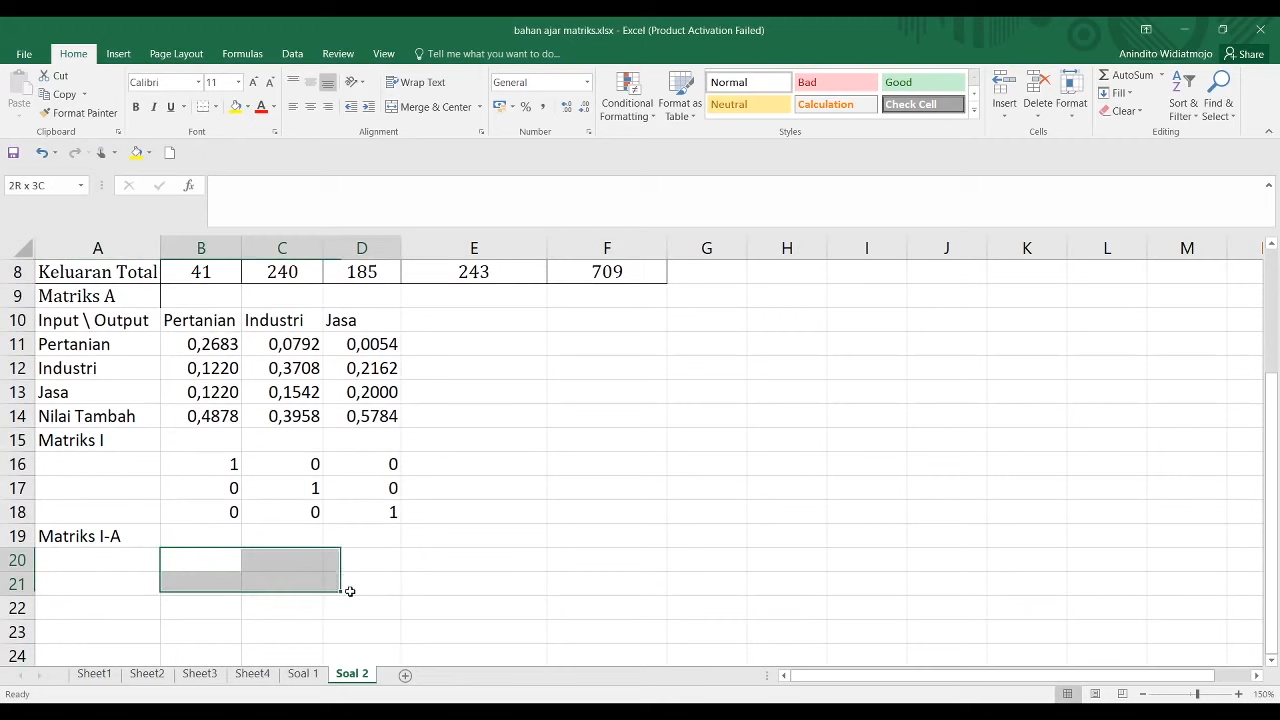 bahan ajar matriks.xlsx - Excel (Product Activation Failed)
File Home Insert Page Layout Formulas Data Review View Tell me what you want to do... Anindito Widiatmojo Share
Paste Cut Copy Format Painter
Clipboard
Calibri 11
B I U A
Font
Wrap Text
Merge & Center
Alignment
General
%
Number
Conditional Formatting
Format as Table
Normal Bad Good
Neutral Calculation Check Cell
Styles
Insert Delete Format
Cells
AutoSum
Fill
Clear
Sort & Filter
Find & Select
Editing
2R x 3C fx
A B C D E F G H I J K L M
8 Keluaran Total 41 240 185 243 709
9 Matriks A
10 Input \ Output Pertanian Industri Jasa
11 Pertanian 0,2683 0,0792 0,0054
12 Industri 0,1220 0,3708 0,2162
13 Jasa 0,1220 0,1542 0,2000
14 Nilai Tambah 0,4878 0,3958 0,5784
15 Matriks I
16 1 0 0
17 0 1 0
18 0 0 1
19 Matriks I-A
20
21
22
23
24
Sheet1 Sheet2 Sheet3 Sheet4 Soal 1 Soal 2
Ready 150%